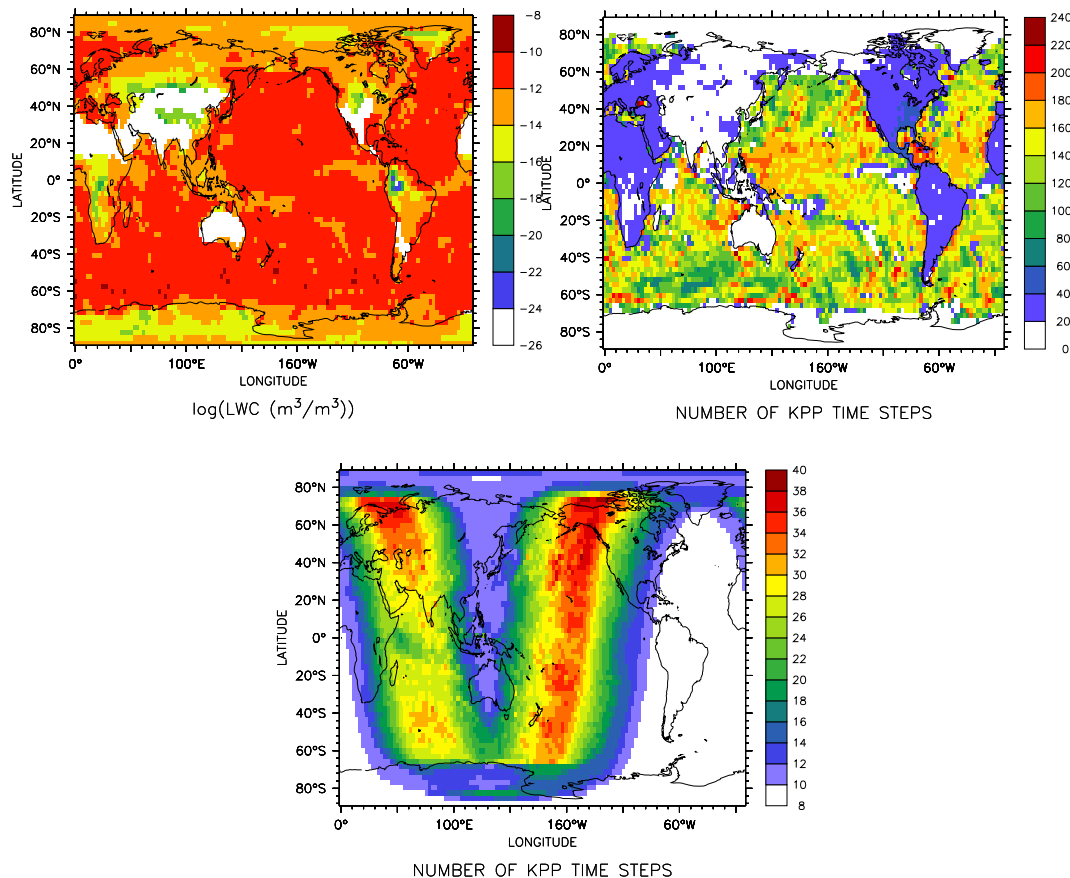 80°N
60°N
40°N
20°N
0°
20°S
40°S
60°S
80°S
LATITUDE
0°
100°E
160°W
60°W
LONGITUDE
log(LWC (m³/m³))
−8
−10
−12
−14
−16
−18
−20
−22
−24
−26
80°N
60°N
40°N
20°N
0°
20°S
40°S
60°S
80°S
LATITUDE
0°
100°E
160°W
60°W
LONGITUDE
NUMBER OF KPP TIME STEPS
240
220
200
180
160
140
120
100
80
60
40
20
0
80°N
60°N
40°N
20°N
0°
20°S
40°S
60°S
80°S
LATITUDE
0°
100°E
160°W
60°W
LONGITUDE
NUMBER OF KPP TIME STEPS
40
38
36
34
32
30
28
26
24
22
20
18
16
14
12
10
8